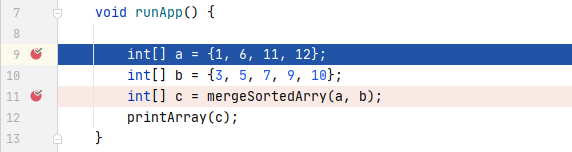 7 void runApp() {
8
9 int[] a = {1, 6, 11, 12};
10 int[] b = {3, 5, 7, 9, 10};
11 int[] c = mergeSortedArry(a, b);
12 printArray(c);
13 }